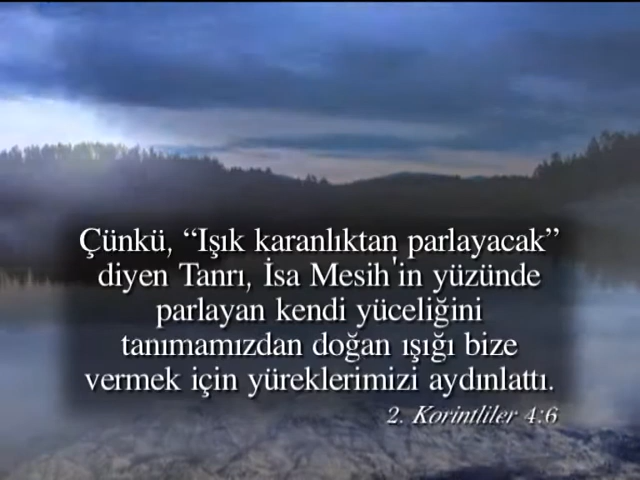 Çünkü, “Işık karanlıktan parlayacak”
diyen Tanrı, İsa Mesih'in yüzünde
parlayan kendi yüceliğini
tanımamızdan doğan ışığı bize
vermek için yüreklerimizi aydınlattı.
2. Korintliler 4:6